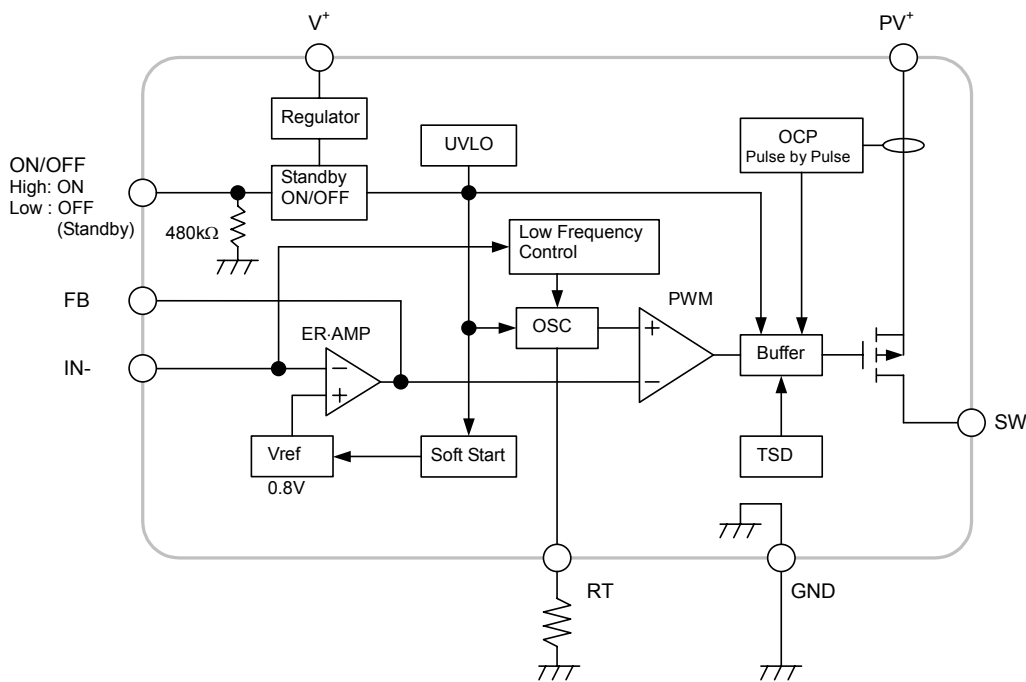 V+
PV+
Regulator
UVLO
OCP
Pulse by Pulse
ON/OFF
High: ON
Low : OFF
(Standby)
Standby
ON/OFF
480kΩ
Low Frequency
Control
FB
ER·AMP
OSC
PWM
Buffer
IN-
−
+
+
−
SW
Vref
0.8V
Soft Start
TSD
RT
GND